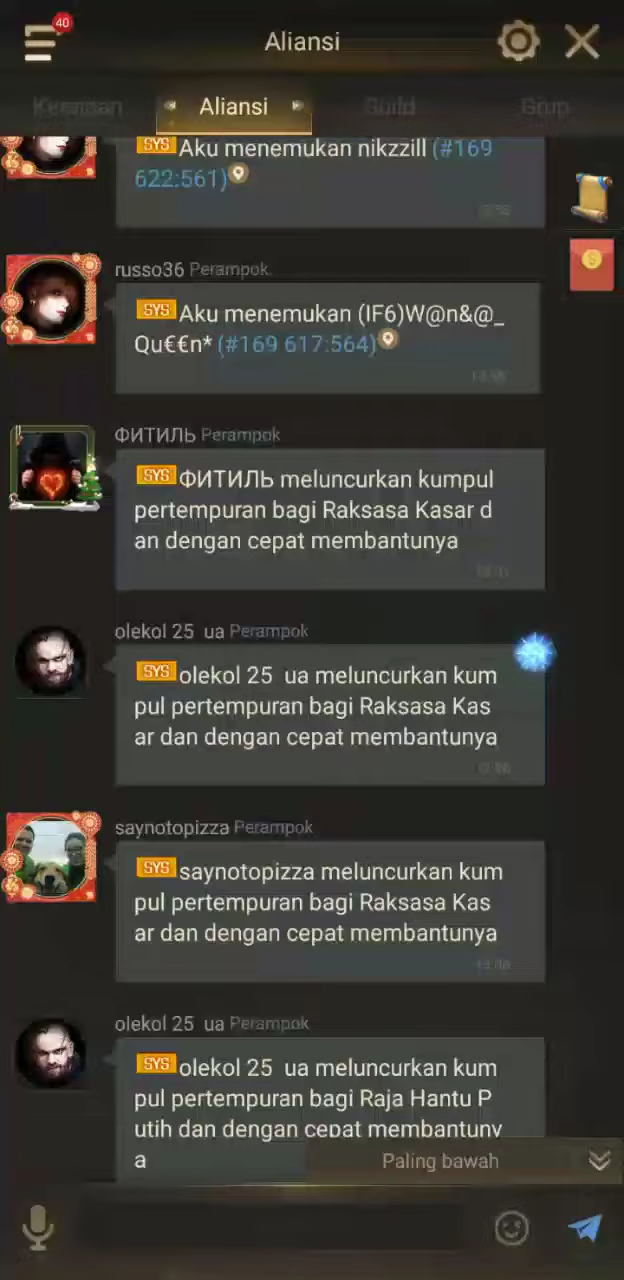 40
Aliansi
Kerajaan
Aliansi
Guild
Grup
SYS Aku menemukan nikzzill (#169
622:561)
russo36 Perampok
SYS Aku menemukan (IF6)W@n&@_
Qu€€n* (#169 617:564)
ФИТИЛЬ Perampok
SYS ФИТИЛЬ meluncurkan kumpul
pertempuran bagi Raksasa Kasar d
an dengan cepat membantunya
olekol 25 ua Perampok
SYS olekol 25 ua meluncurkan kum
pul pertempuran bagi Raksasa Kas
ar dan dengan cepat membantunya
saynotopizza Perampok
SYS saynotopizza meluncurkan kum
pul pertempuran bagi Raksasa Kas
ar dan dengan cepat membantunya
olekol 25 ua Perampok
SYS olekol 25 ua meluncurkan kum
pul pertempuran bagi Raja Hantu P
utih dan dengan cepat membantuny
a
Paling bawah